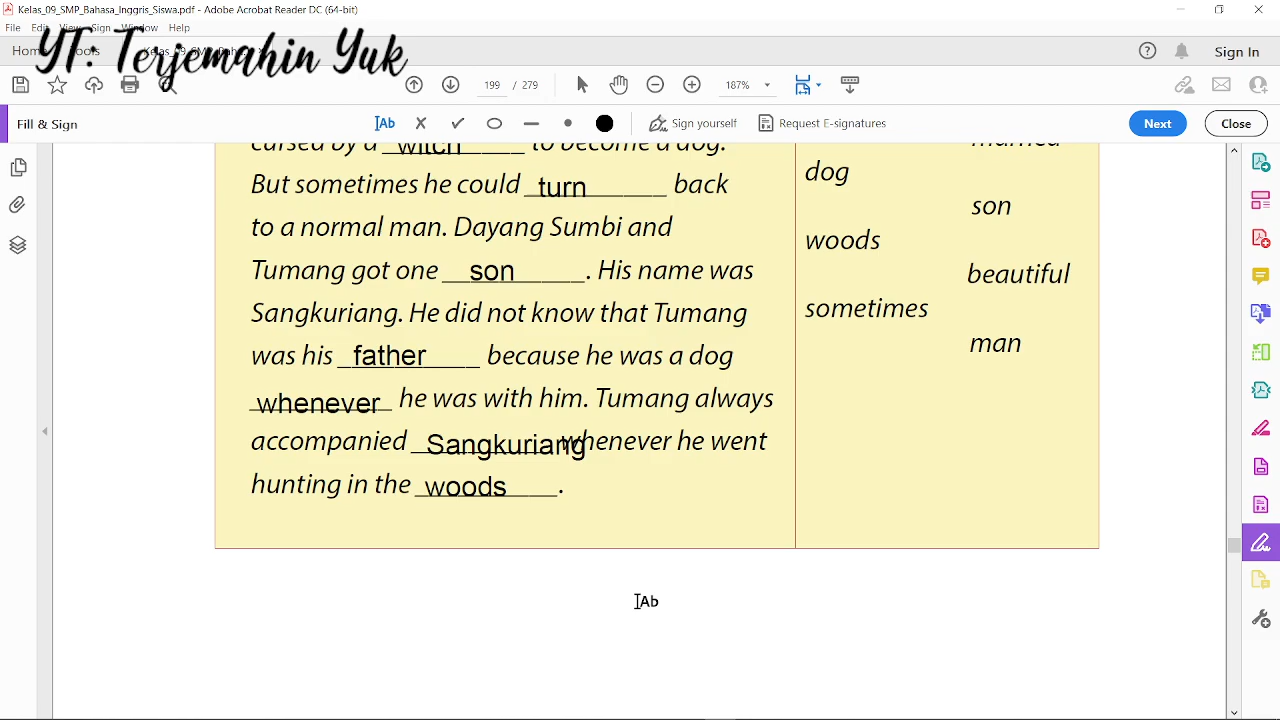 Kelas_09_SMP_Bahasa_Inggris_Siswa.pdf - Adobe Acrobat Reader DC (64-bit)
File Edit View Sign Window Help
YT: Terjemahin Yuk
Home Tools
Sign In
199 / 279 187%
Fill & Sign
Ab
Sign yourself
Request E-signatures
Next
Close
cursed by a witch to become a dog.
But sometimes he could turn back
to a normal man. Dayang Sumbi and
Tumang got one son. His name was
Sangkuriang. He did not know that Tumang
was his father because he was a dog
whenever he was with him. Tumang always
accompanied Sangkuriang whenever he went
hunting in the woods.
married
dog
son
woods
beautiful
sometimes
man
Ab